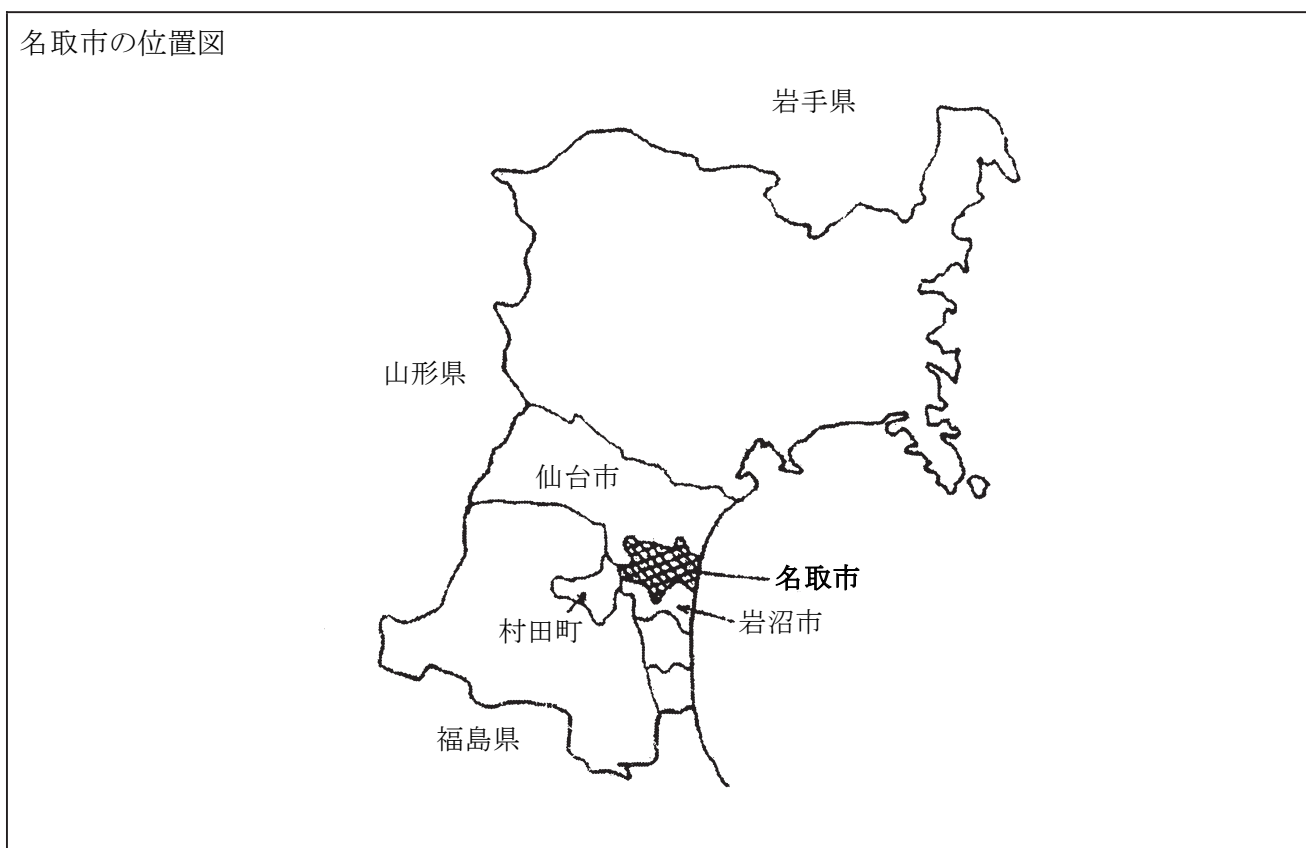 名取市の位置図
岩手県
山形県
仙台市
名取市
岩沼市
村田町
福島県